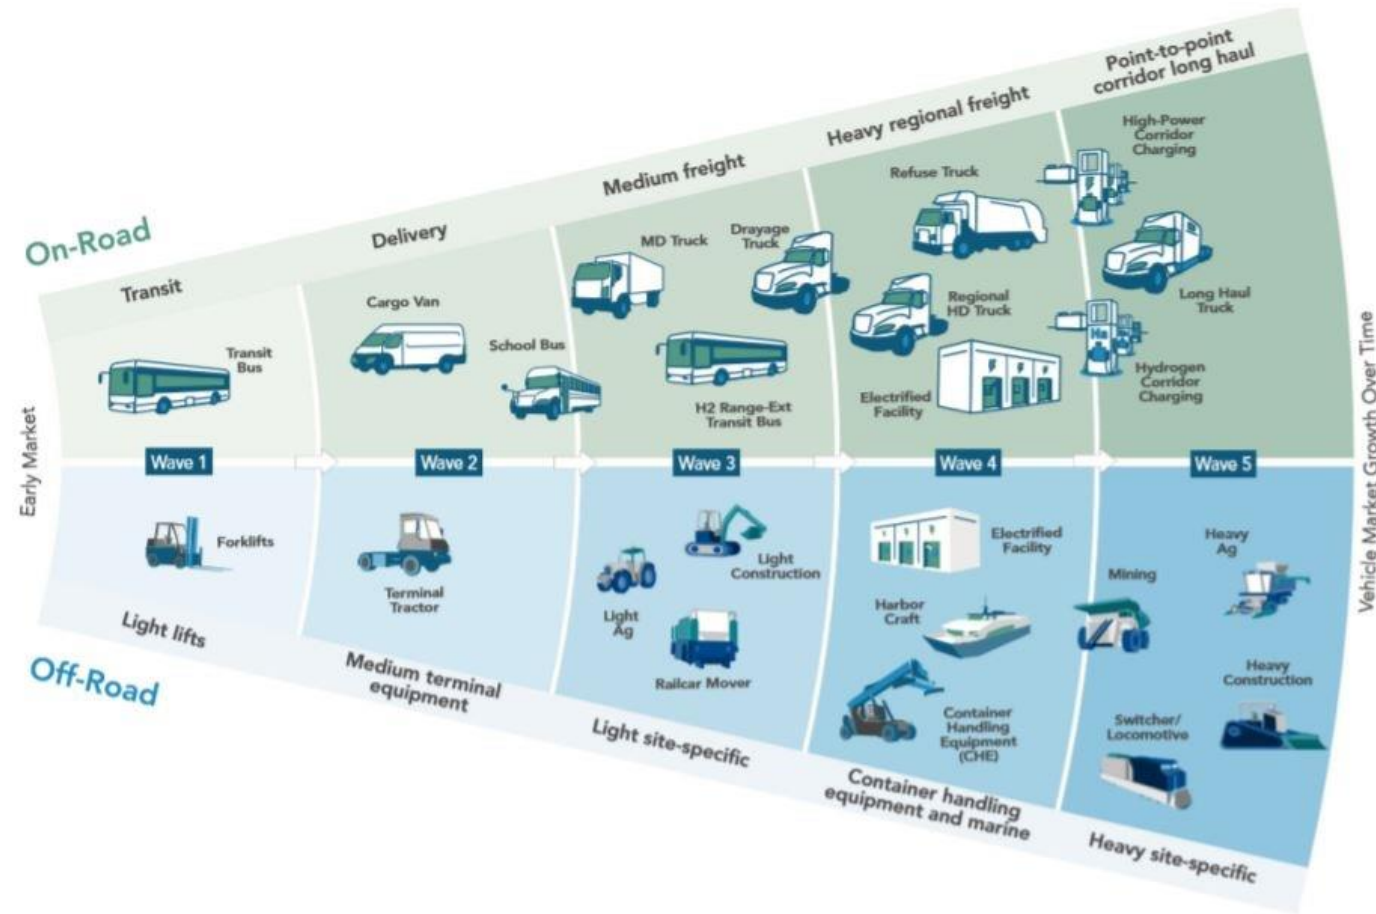 Point-to-point
corridor long haul
Heavy regional freight
Medium freight
Delivery
Transit
On-Road
High-Power
Corridor
Charging
Refuse Truck
Drayage
Truck
MD Truck
Cargo Van
School Bus
Transit
Bus
H2 Range-Ext
Transit Bus
Regional
HD Truck
Electrified
Facility
Long Haul
Truck
H₂
Hydrogen
Corridor
Charging
Early Market
Wave 1
Wave 2
Wave 3
Wave 4
Wave 5
Vehicle Market Growth Over Time
Forklifts
Terminal
Tractor
Light
Construction
Light
Ag
Railcar Mover
Electrified
Facility
Harbor
Craft
Container
Handling
Equipment
(CHE)
Heavy
Ag
Mining
Heavy
Construction
Switcher/
Locomotive
Off-Road
Light lifts
Medium terminal
equipment
Light site-specific
Container handling
equipment and marine
Heavy site-specific